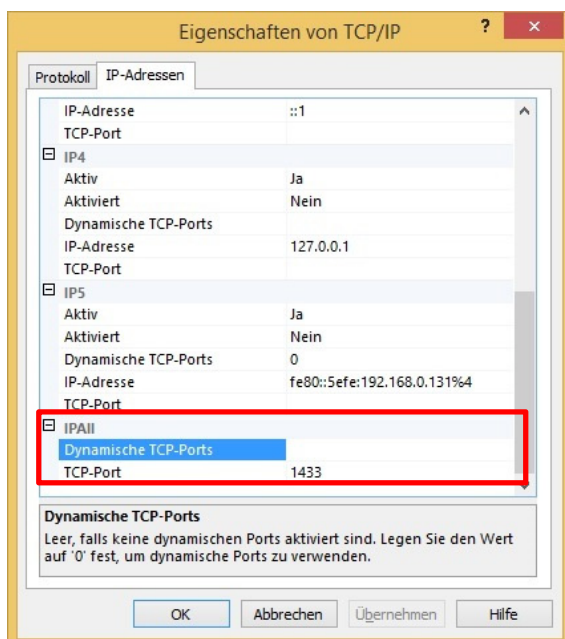 Eigenschaften von TCP/IP ? ×
Protokoll IP-Adressen
IP-Adresse ::1
TCP-Port
IP4
Aktiv Ja
Aktiviert Nein
Dynamische TCP-Ports
IP-Adresse 127.0.0.1
TCP-Port
IP5
Aktiv Ja
Aktiviert Nein
Dynamische TCP-Ports 0
IP-Adresse fe80::5efe:192.168.0.131%4
TCP-Port
IPAll
Dynamische TCP-Ports
TCP-Port 1433
Dynamische TCP-Ports
Leer, falls keine dynamischen Ports aktiviert sind. Legen Sie den Wert
auf '0' fest, um dynamische Ports zu verwenden.
OK Abbrechen Übernehmen Hilfe